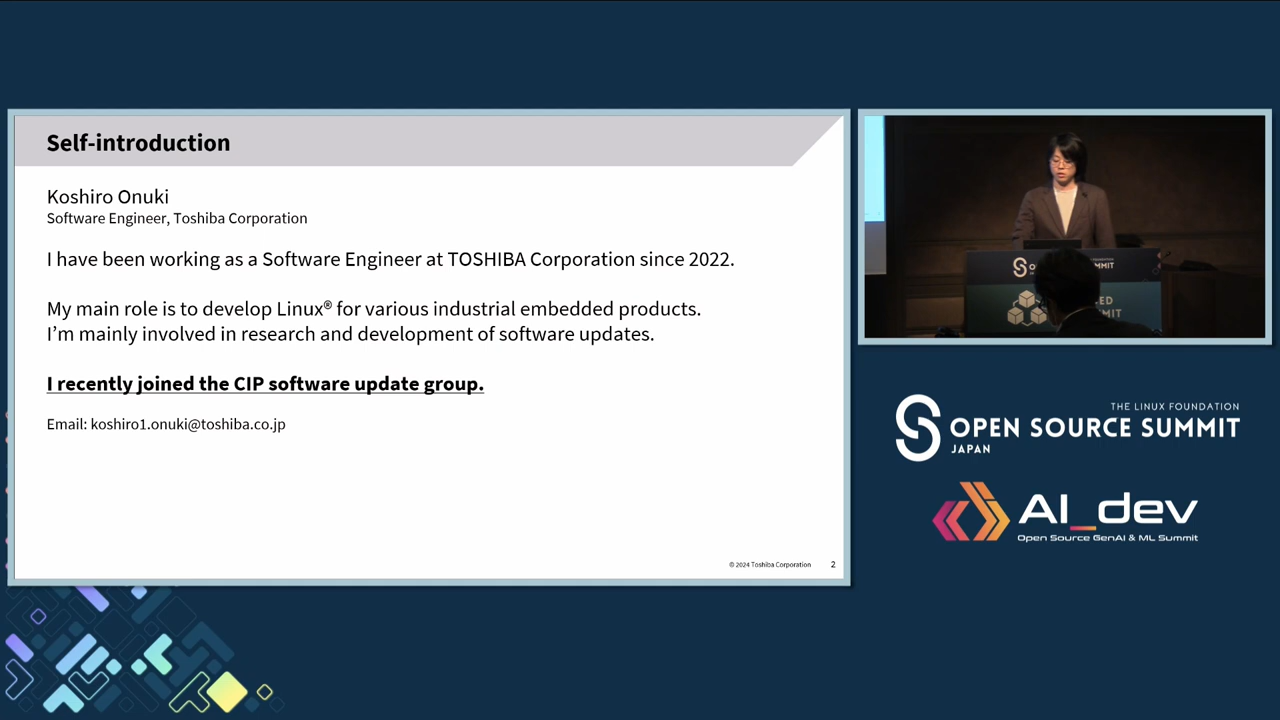 Self-introduction
Koshiro Onuki
Software Engineer, Toshiba Corporation
I have been working as a Software Engineer at TOSHIBA Corporation since 2022.
My main role is to develop Linux® for various industrial embedded products.
I'm mainly involved in research and development of software updates.
I recently joined the CIP software update group.
Email: koshiro1.onuki@toshiba.co.jp
© 2024 Toshiba Corporation
2
THE LINUX FOUNDATION
OPEN SOURCE SUMMIT
JAPAN
AI_dev
Open Source GenAI & ML Summit